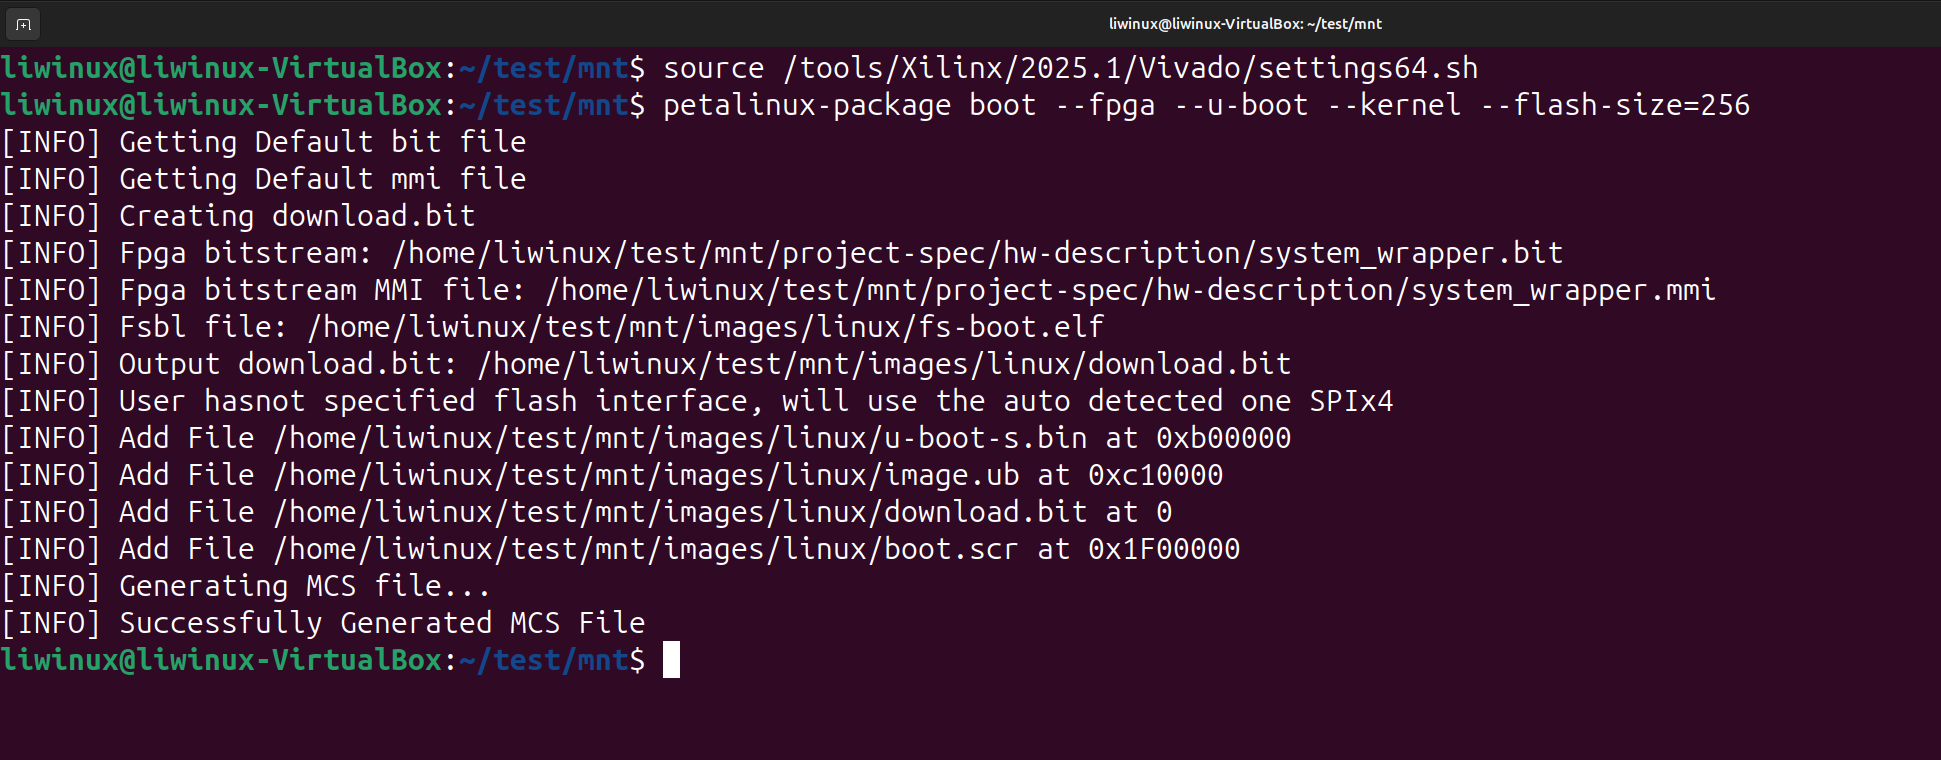 liwinux@liwinux-VirtualBox: ~/test/mnt
liwinux@liwinux-VirtualBox:~/test/mnt$ source /tools/Xilinx/2025.1/Vivado/settings64.sh
liwinux@liwinux-VirtualBox:~/test/mnt$ petalinux-package boot --fpga --u-boot --kernel --flash-size=256
[INFO] Getting Default bit file
[INFO] Getting Default mmi file
[INFO] Creating download.bit
[INFO] Fpga bitstream: /home/liwinux/test/mnt/project-spec/hw-description/system_wrapper.bit
[INFO] Fpga bitstream MMI file: /home/liwinux/test/mnt/project-spec/hw-description/system_wrapper.mmi
[INFO] Fsbl file: /home/liwinux/test/mnt/images/linux/fs-boot.elf
[INFO] Output download.bit: /home/liwinux/test/mnt/images/linux/download.bit
[INFO] User hasnot specified flash interface, will use the auto detected one SPIx4
[INFO] Add File /home/liwinux/test/mnt/images/linux/u-boot-s.bin at 0xb00000
[INFO] Add File /home/liwinux/test/mnt/images/linux/image.ub at 0xc10000
[INFO] Add File /home/liwinux/test/mnt/images/linux/download.bit at 0
[INFO] Add File /home/liwinux/test/mnt/images/linux/boot.scr at 0x1F00000
[INFO] Generating MCS file...
[INFO] Successfully Generated MCS File
liwinux@liwinux-VirtualBox:~/test/mnt$